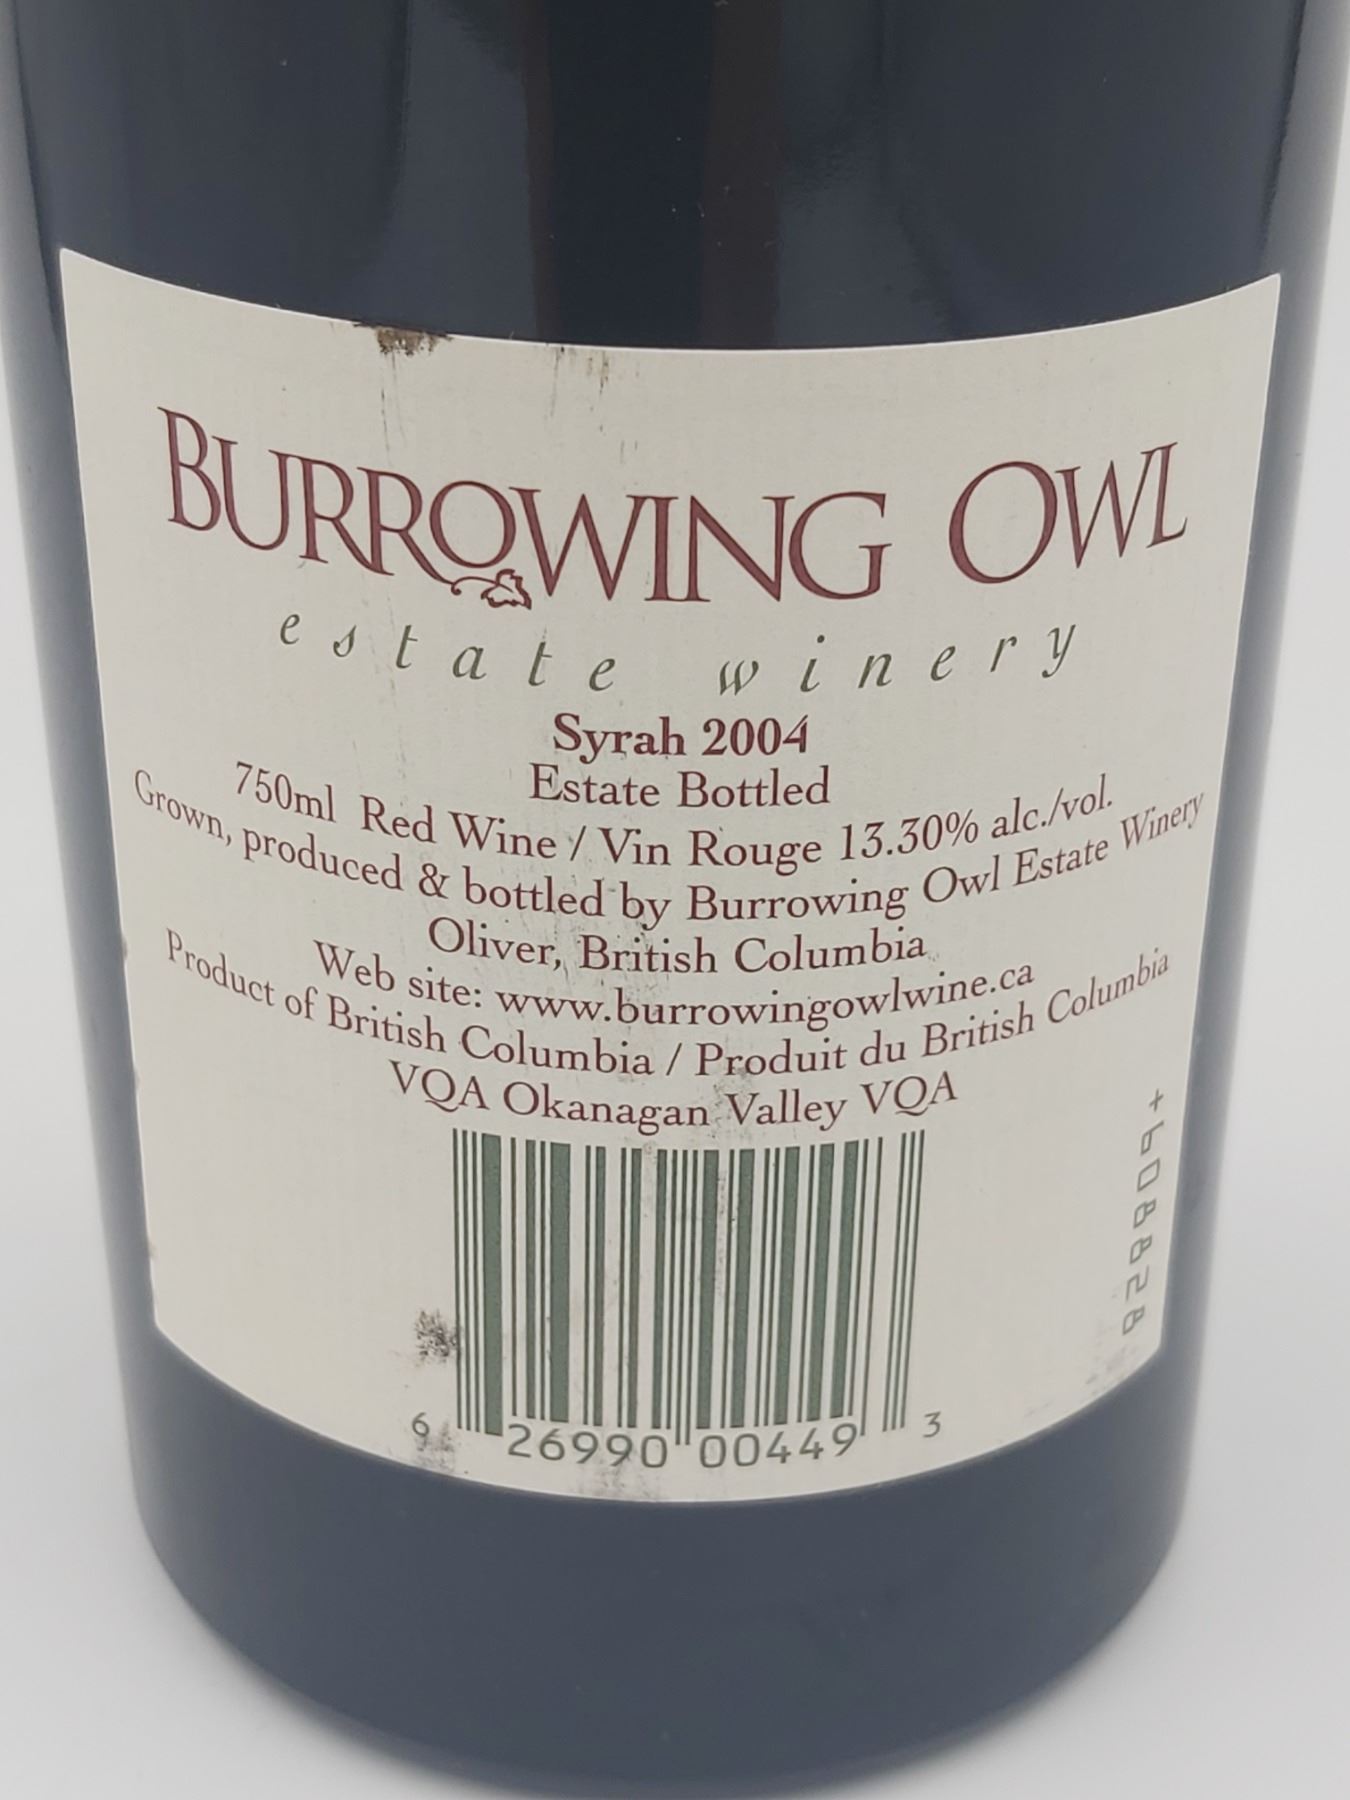 BURROWING OWL
estate winery
Syrah 2004
Estate Bottled
750ml Red Wine / Vin Rouge 13.30% alc./vol.
Grown, produced & bottled by Burrowing Owl Estate Winery
Oliver, British Columbia
Web site: www.burrowingowlwine.ca
Product of British Columbia / Produit du British Columbia
VQA Okanagan Valley VQA
+608828
6 26990 00449 3